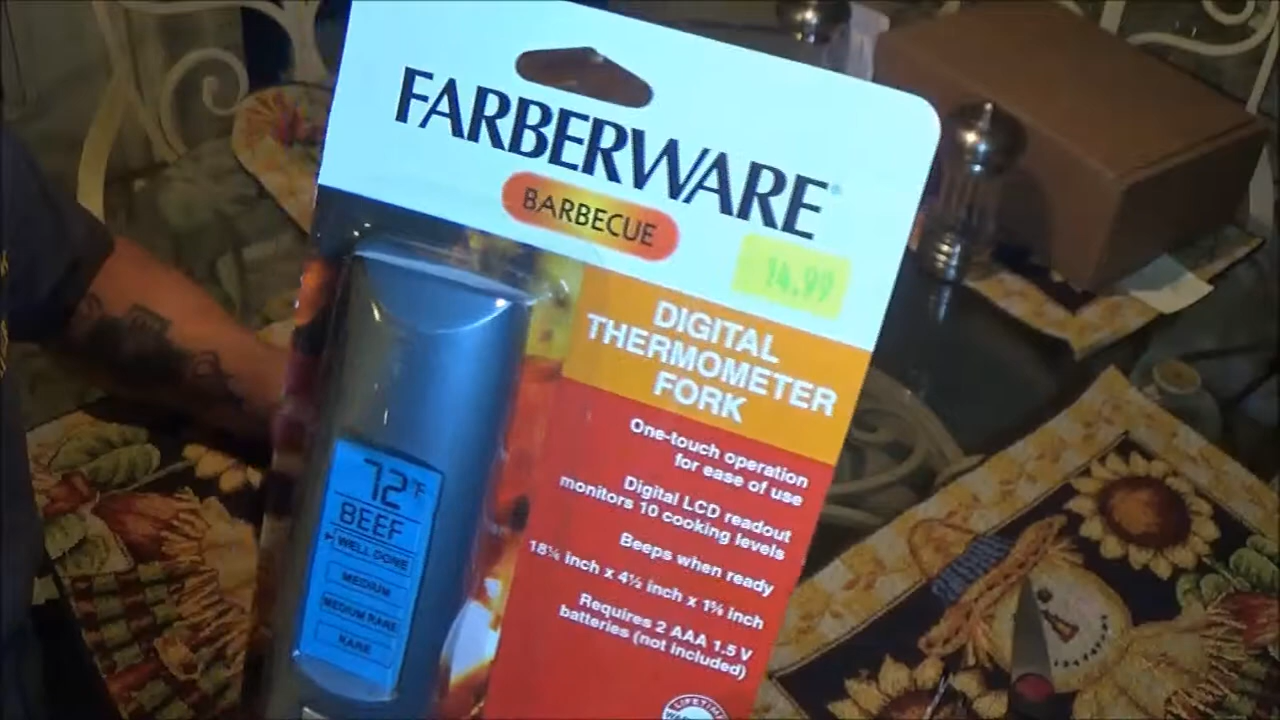 FARBERWARE®
BARBECUE
14.99
DIGITAL
THERMOMETER
FORK
One-touch operation
for ease of use
Digital LCD readout
monitors 10 cooking levels
Beeps when ready
18¼ inch x 4½ inch x 1⅝ inch
Requires 2 AAA 1.5 V
batteries (not included)
LIFETIME
72°F
BEEF
WELL DONE
MEDIUM
MEDIUM RARE
RARE